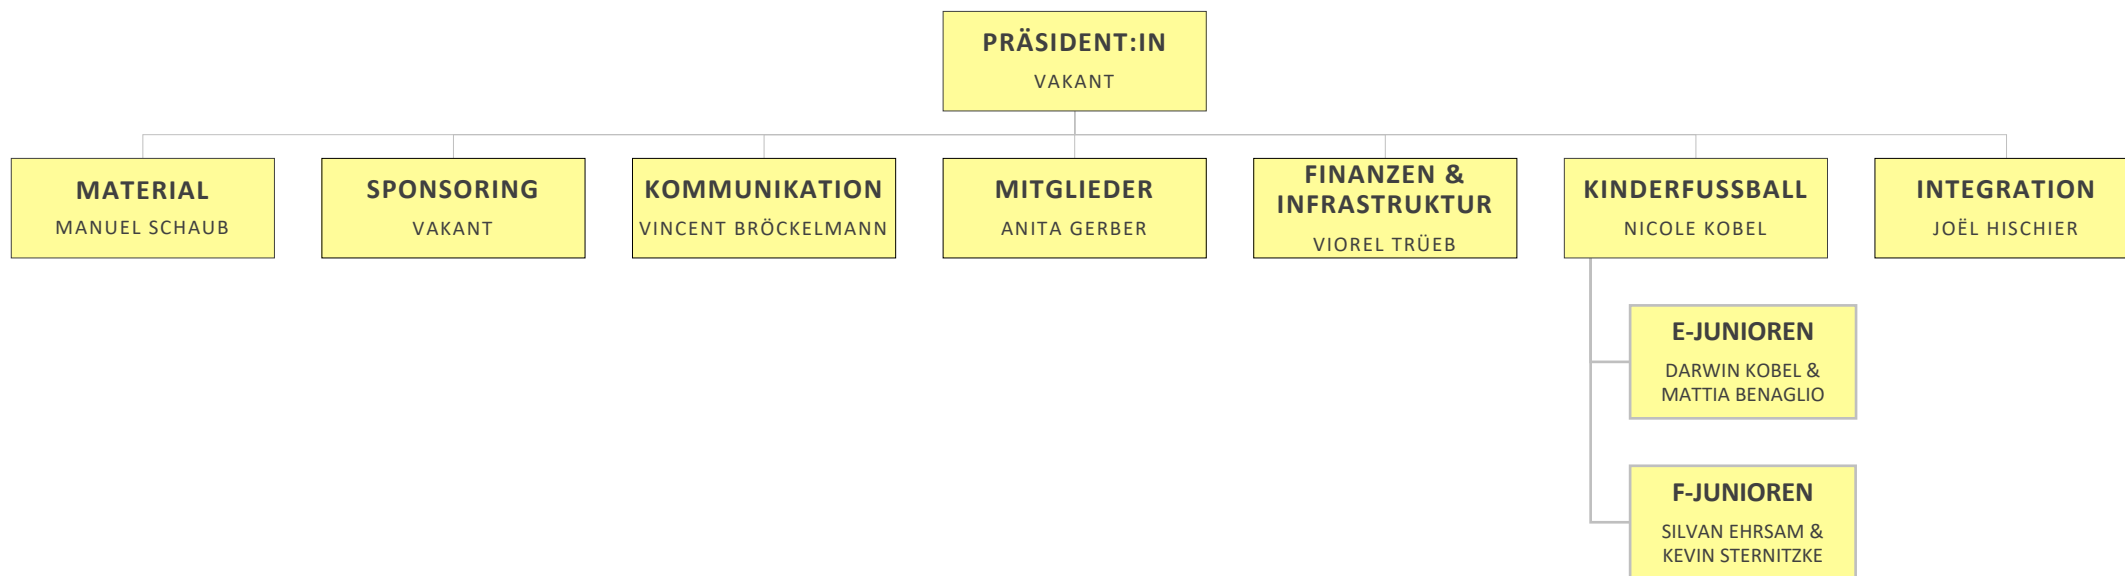 PRÄSIDENT:IN
VAKANT
MATERIAL
MANUEL SCHAUB
SPONSORING
VAKANT
KOMMUNIKATION
VINCENT BRÖCKELMANN
MITGLIEDER
ANITA GERBER
FINANZEN &
INFRASTRUKTUR
VIOREL TRÜEB
KINDERFUSSBALL
NICOLE KOBEL
INTEGRATION
JOËL HISCHIER
E-JUNIOREN
DARWIN KOBEL &
MATTIA BENAGLIO
F-JUNIOREN
SILVAN EHRSAM &
KEVIN STERNITZKE